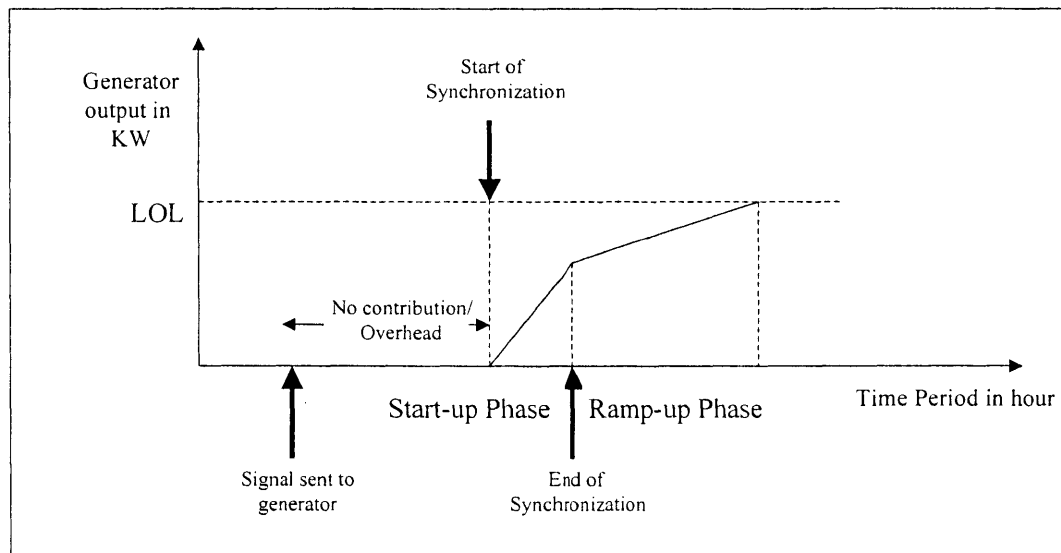 Generator
output in
KW
Start of
Synchronization
LOL
No contribution/
Overhead
Start-up Phase
Ramp-up Phase
Time Period in hour
Signal sent to
generator
End of
Synchronization